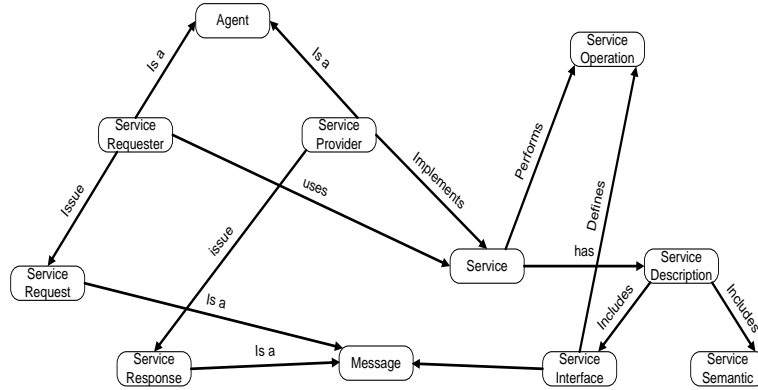 Agent
Is a
Is a
Service
Operation
Service
Requester
Service
Provider
Issue
uses
issue
Implements
Performs
Defines
Service
has
Service
Description
Service
Request
Is a
Includes
Includes
Service
Response
Is a
Message
Service
Interface
Service
Semantic